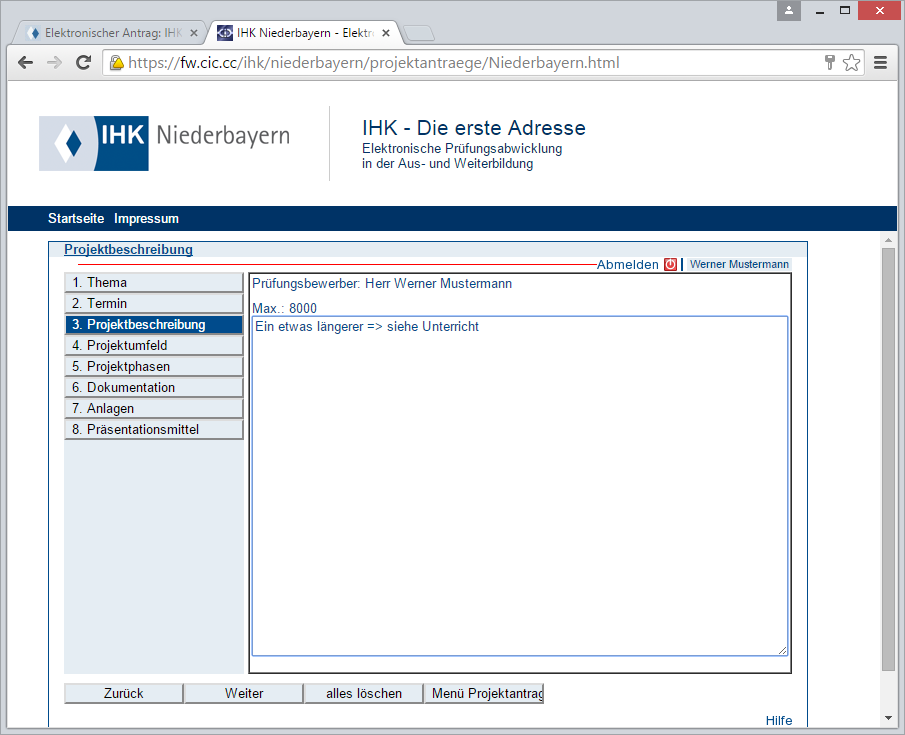 Elektronischer Antrag: IHK
IHK Niederbayern - Elektr
https://fw.cic.cc/ihk/niederbayern/projektantraege/Niederbayern.html
IHK Niederbayern
IHK - Die erste Adresse
Elektronische Prüfungsabwicklung
in der Aus- und Weiterbildung
Startseite Impressum
Projektbeschreibung
Abmelden Werner Mustermann
1. Thema
2. Termin
3. Projektbeschreibung
4. Projektumfeld
5. Projektphasen
6. Dokumentation
7. Anlagen
8. Präsentationsmittel
Prüfungsbewerber: Herr Werner Mustermann
Max.: 8000
Ein etwas längerer => siehe Unterricht
Zurück Weiter alles löschen Menü Projektantrag
Hilfe